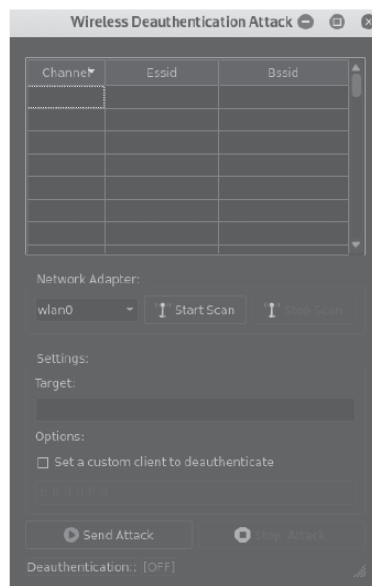 Wireless Deauthentication Attack
Channel Essid Bssid
Network Adapter:
wlan0 Start Scan Stop Scan
Settings:
Target:
Options:
Set a custom client to deauthenticate
Send Attack Stop Attack
Deauthentication:: [OFF]